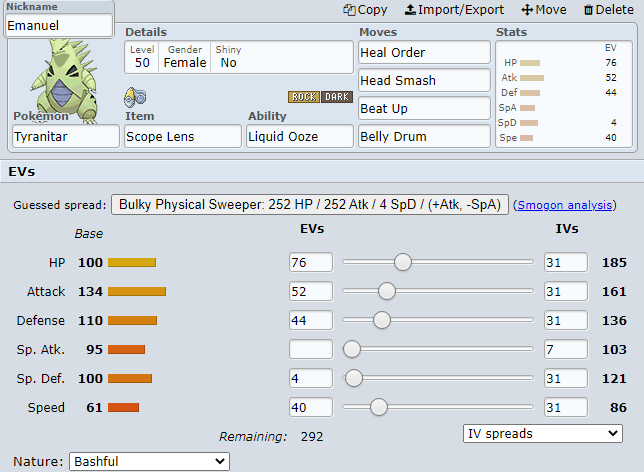 Nickname
Copy Import/Export Move Delete
Emanuel
Details Moves Stats
Level Gender Shiny
50 Female No
Heal Order
Head Smash
Beat Up
Belly Drum
EV
HP 76
Atk 52
Def 44
SpA
SpD 4
Spe 40
ROCK DARK
Pokémon Item Ability
Tyranitar Scope Lens Liquid Ooze
EVs
Guessed spread: Bulky Physical Sweeper: 252 HP / 252 Atk / 4 SpD / (+Atk, -SpA) (Smogon analysis)
Base EVs IVs
HP 100 76 31 185
Attack 134 52 31 161
Defense 110 44 31 136
Sp. Atk. 95 7 103
Sp. Def. 100 4 31 121
Speed 61 40 31 86
Remaining: 292 IV spreads
Nature: Bashful